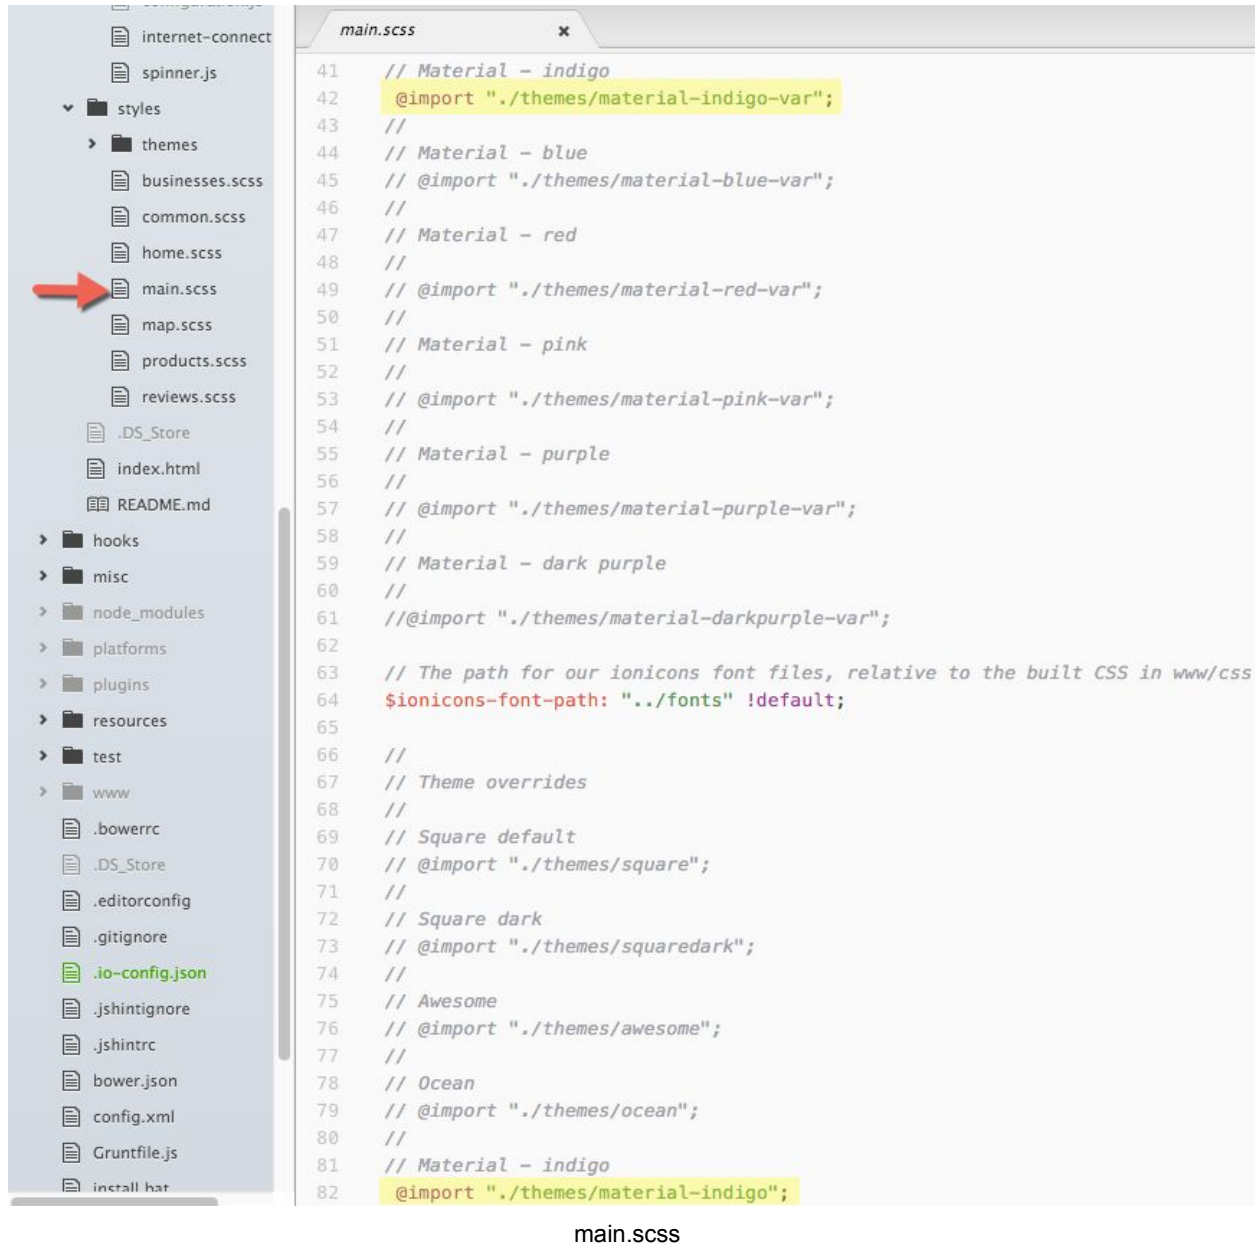 internet-connect
spinner.js
styles
themes
businesses.scss
common.scss
home.scss
main.scss
map.scss
products.scss
reviews.scss
.DS_Store
index.html
README.md
hooks
misc
node_modules
platforms
plugins
resources
test
www
.bowerrc
.DS_Store
.editorconfig
.gitignore
.io-config.json
.jshintignore
.jshintrc
bower.json
config.xml
Gruntfile.js
install.bat
main.scss
41 // Material – indigo
42 @import "./themes/material-indigo-var";
43 //
44 // Material – blue
45 // @import "./themes/material-blue-var";
46 //
47 // Material – red
48 //
49 // @import "./themes/material-red-var";
50 //
51 // Material – pink
52 //
53 // @import "./themes/material-pink-var";
54 //
55 // Material – purple
56 //
57 // @import "./themes/material-purple-var";
58 //
59 // Material – dark purple
60 //
61 //@import "./themes/material-darkpurple-var";
62
63 // The path for our ionicons font files, relative to the built CSS in www/css
64 $ionicons-font-path: "../fonts" !default;
65
66 //
67 // Theme overrides
68 //
69 // Square default
70 // @import "./themes/square";
71 //
72 // Square dark
73 // @import "./themes/squaredark";
74 //
75 // Awesome
76 // @import "./themes/awesome";
77 //
78 // Ocean
79 // @import "./themes/ocean";
80 //
81 // Material – indigo
82 @import "./themes/material-indigo";
main.scss